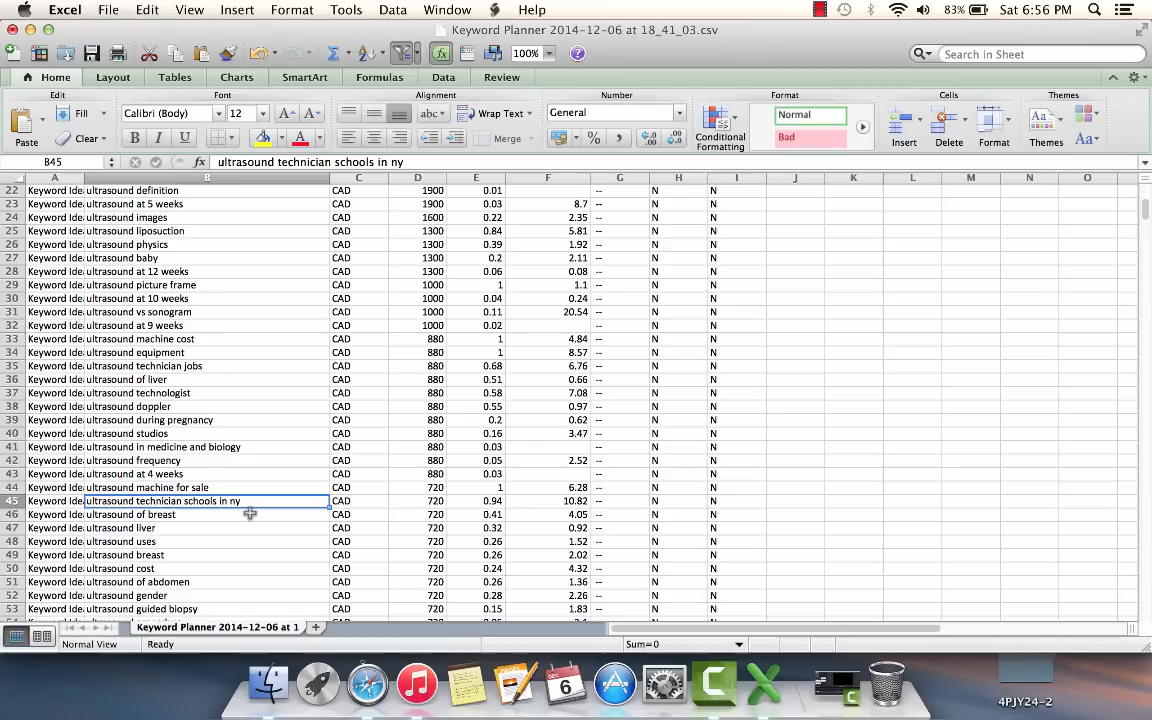 Excel File Edit View Insert Format Tools Data Window Help 83% Sat 6:56 PM
Keyword Planner 2014-12-06 at 18_41_03.csv
100% Search in Sheet
Home Layout Tables Charts SmartArt Formulas Data Review
Edit Font Alignment Number Format Cells Themes
Fill Calibri (Body) 12 abc Wrap Text General Normal
Paste Clear B I U Merge % Conditional Formatting Bad Insert Delete Format Themes Aa
B45 fx ultrasound technician schools in ny
A B C D E F G H I J K L M N O
22 Keyword Ide ultrasound definition CAD 1900 0.01 -- N N
23 Keyword Ide ultrasound at 5 weeks CAD 1900 0.03 8.7 -- N N
24 Keyword Ide ultrasound images CAD 1600 0.22 2.35 -- N N
25 Keyword Ide ultrasound liposuction CAD 1300 0.84 5.81 -- N N
26 Keyword Ide ultrasound physics CAD 1300 0.39 1.92 -- N N
27 Keyword Ide ultrasound baby CAD 1300 0.2 2.11 -- N N
28 Keyword Ide ultrasound at 12 weeks CAD 1300 0.06 0.08 -- N N
29 Keyword Ide ultrasound picture frame CAD 1000 1 1.1 -- N N
30 Keyword Ide ultrasound at 10 weeks CAD 1000 0.04 0.24 -- N N
31 Keyword Ide ultrasound vs sonogram CAD 1000 0.11 20.54 -- N N
32 Keyword Ide ultrasound at 9 weeks CAD 1000 0.02 -- N N
33 Keyword Ide ultrasound machine cost CAD 880 1 4.84 -- N N
34 Keyword Ide ultrasound equipment CAD 880 1 8.57 -- N N
35 Keyword Ide ultrasound technician jobs CAD 880 0.68 6.76 -- N N
36 Keyword Ide ultrasound of liver CAD 880 0.51 0.66 -- N N
37 Keyword Ide ultrasound technologist CAD 880 0.58 7.08 -- N N
38 Keyword Ide ultrasound doppler CAD 880 0.55 0.97 -- N N
39 Keyword Ide ultrasound during pregnancy CAD 880 0.2 0.62 -- N N
40 Keyword Ide ultrasound studios CAD 880 0.16 3.47 -- N N
41 Keyword Ide ultrasound in medicine and biology CAD 880 0.03 -- N N
42 Keyword Ide ultrasound frequency CAD 880 0.05 2.52 -- N N
43 Keyword Ide ultrasound at 4 weeks CAD 880 0.03 -- N N
44 Keyword Ide ultrasound machine for sale CAD 720 1 6.28 -- N N
45 Keyword Ide ultrasound technician schools in ny CAD 720 0.94 10.82 -- N N
46 Keyword Ide ultrasound of breast CAD 720 0.41 4.05 -- N N
47 Keyword Ide ultrasound liver CAD 720 0.32 0.92 -- N N
48 Keyword Ide ultrasound uses CAD 720 0.26 1.52 -- N N
49 Keyword Ide ultrasound breast CAD 720 0.26 2.02 -- N N
50 Keyword Ide ultrasound cost CAD 720 0.24 4.32 -- N N
51 Keyword Ide ultrasound of abdomen CAD 720 0.26 1.36 -- N N
52 Keyword Ide ultrasound gender CAD 720 0.28 2.26 -- N N
53 Keyword Ide ultrasound guided biopsy CAD 720 0.15 1.83 -- N N
Keyword Planner 2014-12-06 at 1
Normal View Ready Sum=0
DEC
6
4PJY24-2